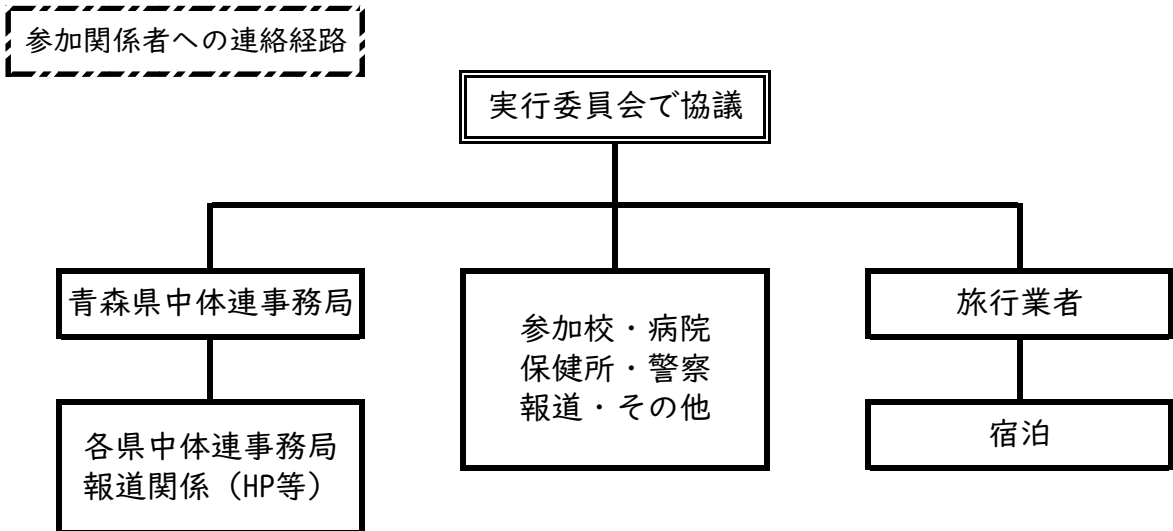 参加関係者への連絡経路
実行委員会で協議
青森県中体連事務局
参加校・病院
保健所・警察
報道・その他
旅行業者
各県中体連事務局
報道関係（HP等）
宿泊